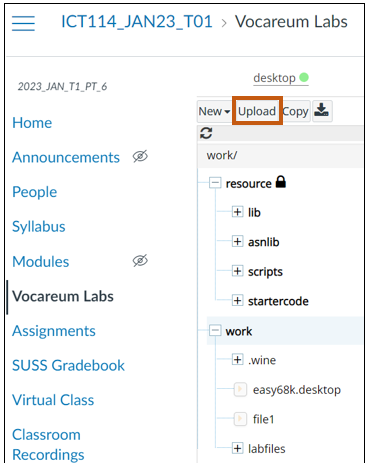 ICT114_JAN23_T01 > Vocareum Labs
2023_JAN_T1_PT_6
Home
Announcements
People
Syllabus
Modules
Vocareum Labs
Assignments
SUSS Gradebook
Virtual Class
Classroom
Recordings
desktop
New Upload Copy
work/
resource
lib
asnlib
scripts
startercode
work
.wine
easy68k.desktop
file1
labfiles